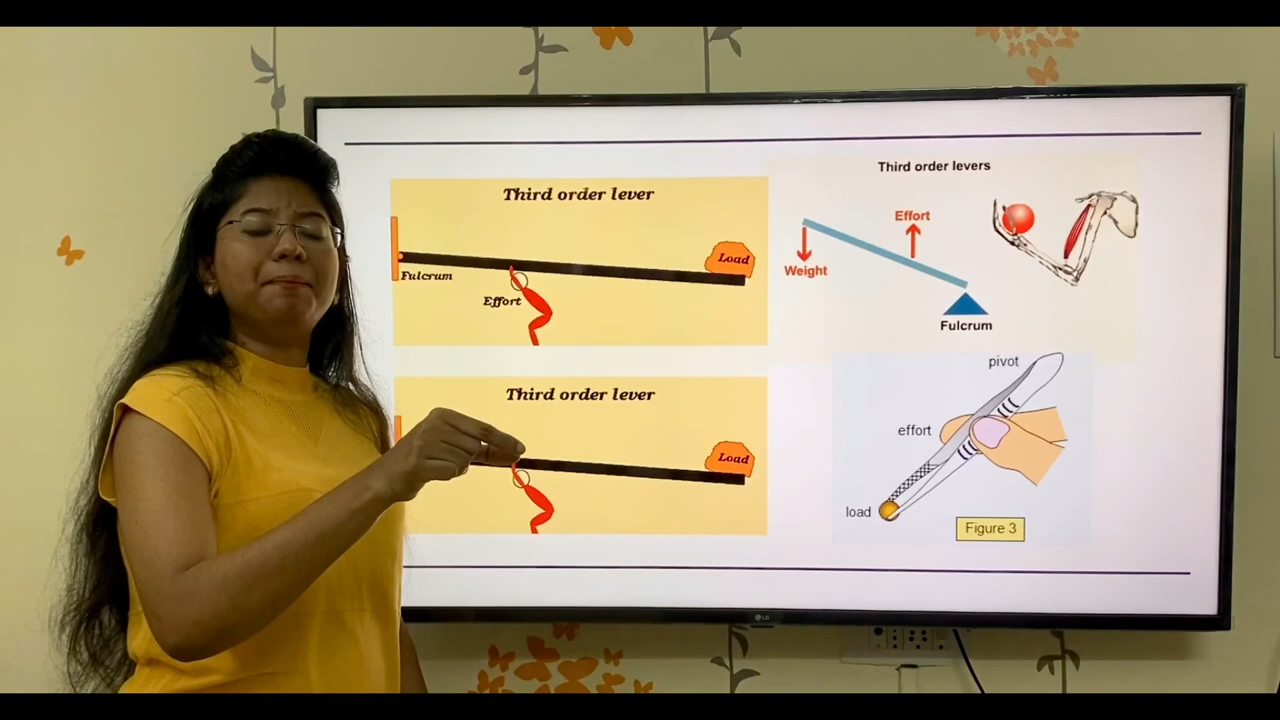 Third order lever
Load
Fulcrum
Effort
Third order levers
Effort
Weight
Fulcrum
Third order lever
Load
pivot
effort
load
Figure 3
LG